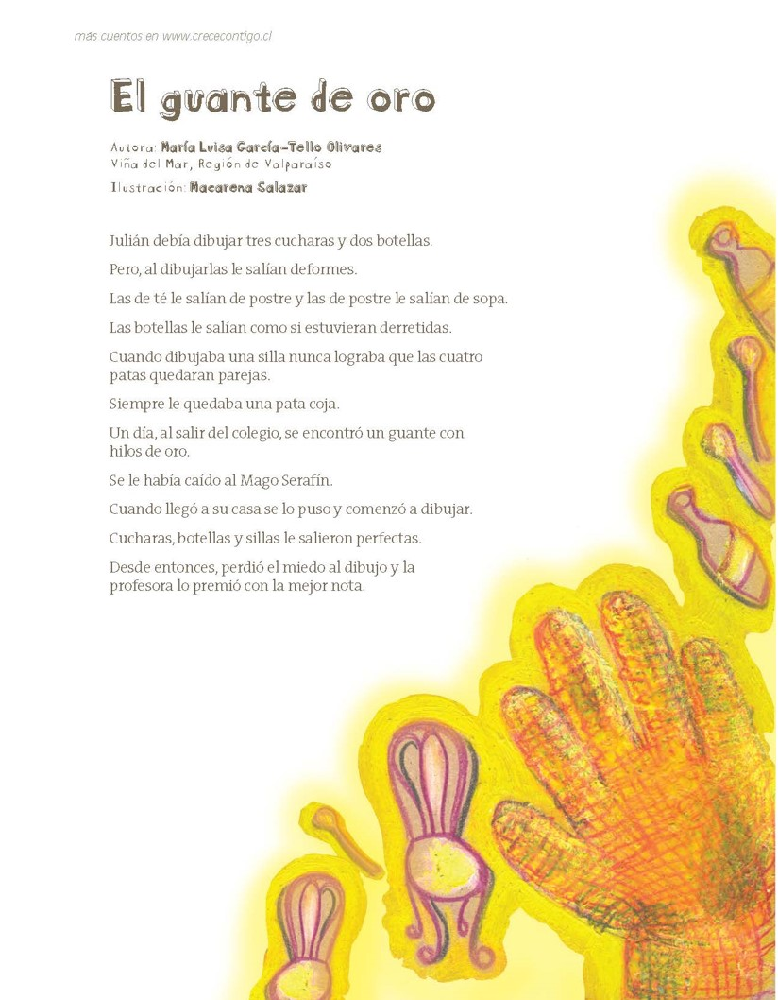 más cuentos en www.crececontigo.cl
El guante de oro
Autora: María Luisa García-Tello Olivares
Viña del Mar, Región de Valparaíso
Ilustración: Macarena Salazar
Julián debía dibujar tres cucharas y dos botellas.
Pero, al dibujarlas le salían deformes.
Las de té le salían de postre y las de postre le salían de sopa.
Las botellas le salían como si estuvieran derretidas.
Cuando dibujaba una silla nunca lograba que las cuatro
patas quedaran parejas.
Siempre le quedaba una pata coja.
Un día, al salir del colegio, se encontró un guante con
hilos de oro.
Se le había caído al Mago Serafín.
Cuando llegó a su casa se lo puso y comenzó a dibujar.
Cucharas, botellas y sillas le salieron perfectas.
Desde entonces, perdió el miedo al dibujo y la
profesora lo premió con la mejor nota.